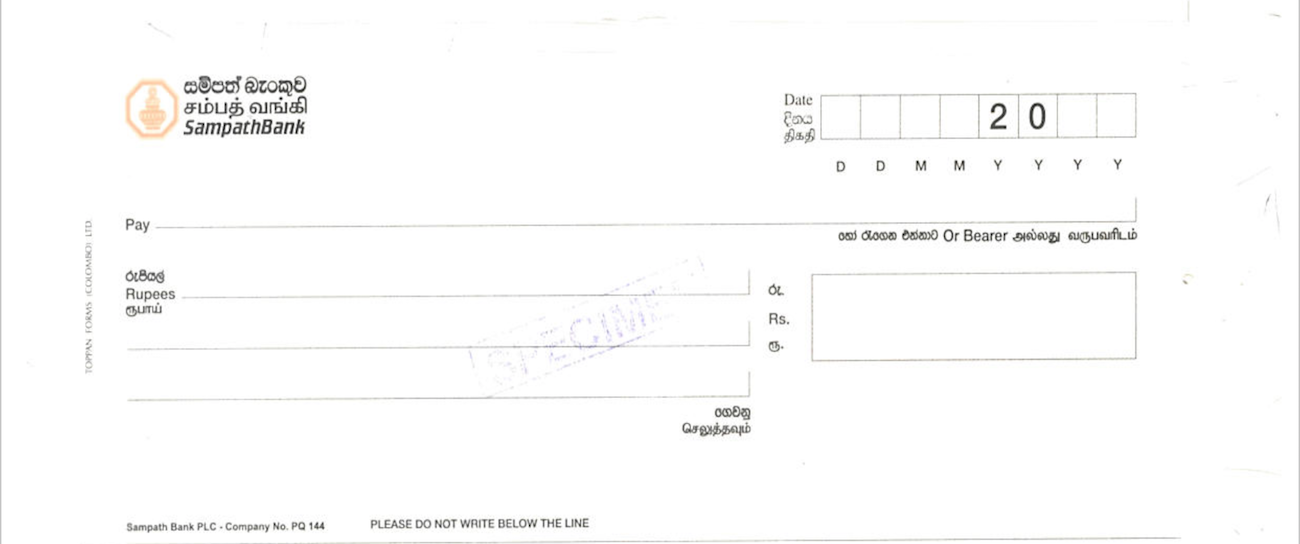 සම්පත් බැංකුව
சம்பத் வங்கி
SampathBank
Date
දිනය
திகதி
2 0
D D M M Y Y Y Y
Pay
හෝ රැගෙන එන්නාට Or Bearer அல்லது வருபவரிடம்
රුපියල්
Rupees
ரூபாய்
රු.
Rs.
ரூ.
SPECIMEN
ගෙවනු
செலுத்தவும்
TOPPAN FORMS (COLOMBO) LTD.
Sampath Bank PLC - Company No. PQ 144
PLEASE DO NOT WRITE BELOW THE LINE